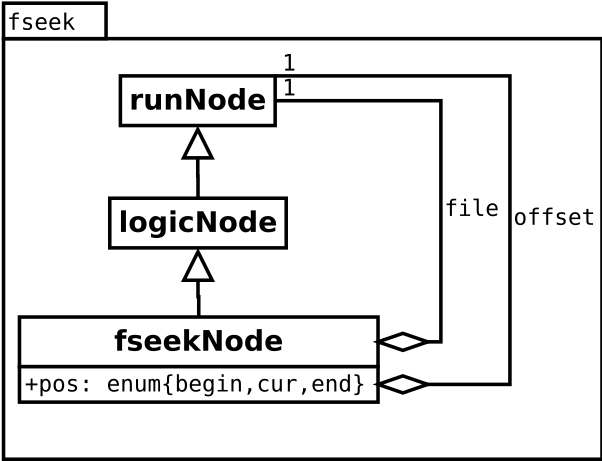 fseek
1
runNode
1
logicNode
file
offset
fseekNode
+pos: enum{begin,cur,end}